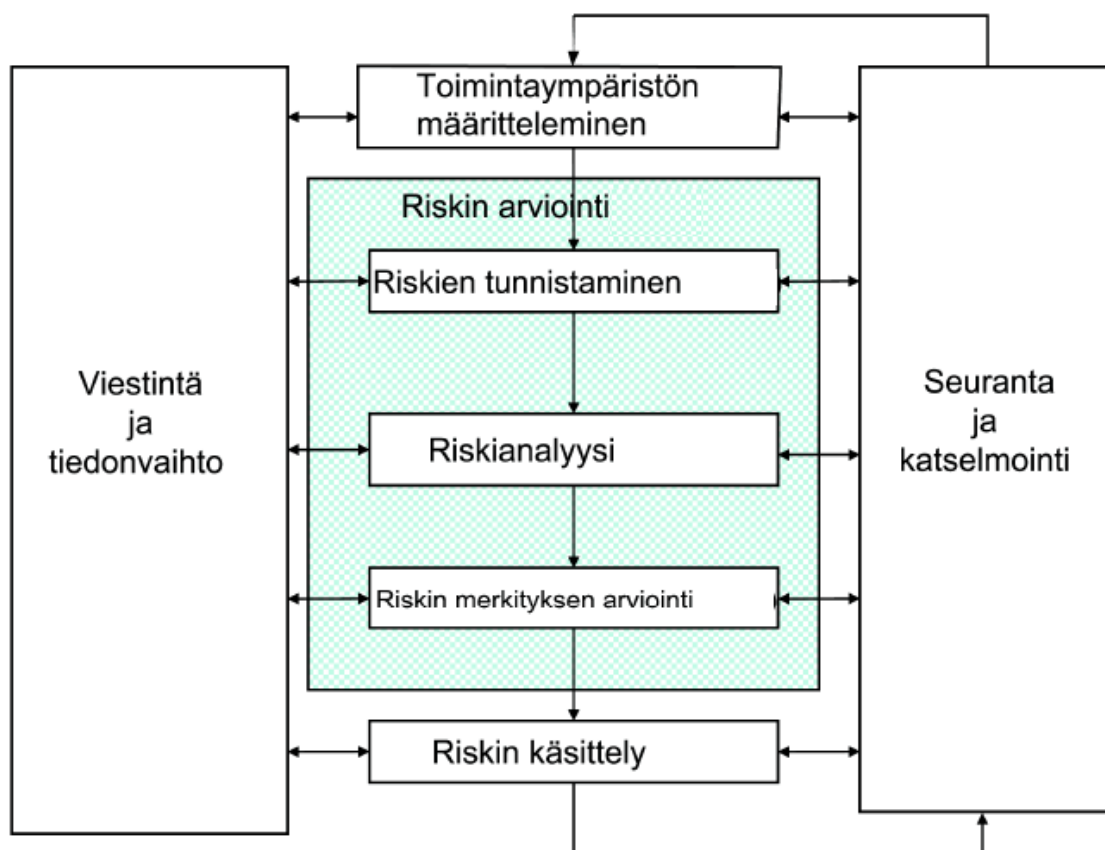 Toimintaympäristön
määritteleminen
Riskin arviointi
Riskien tunnistaminen
Viestintä
ja
tiedonvaihto
Riskianalyysi
Seuranta
ja
katselmointi
Riskin merkityksen arviointi
Riskin käsittely